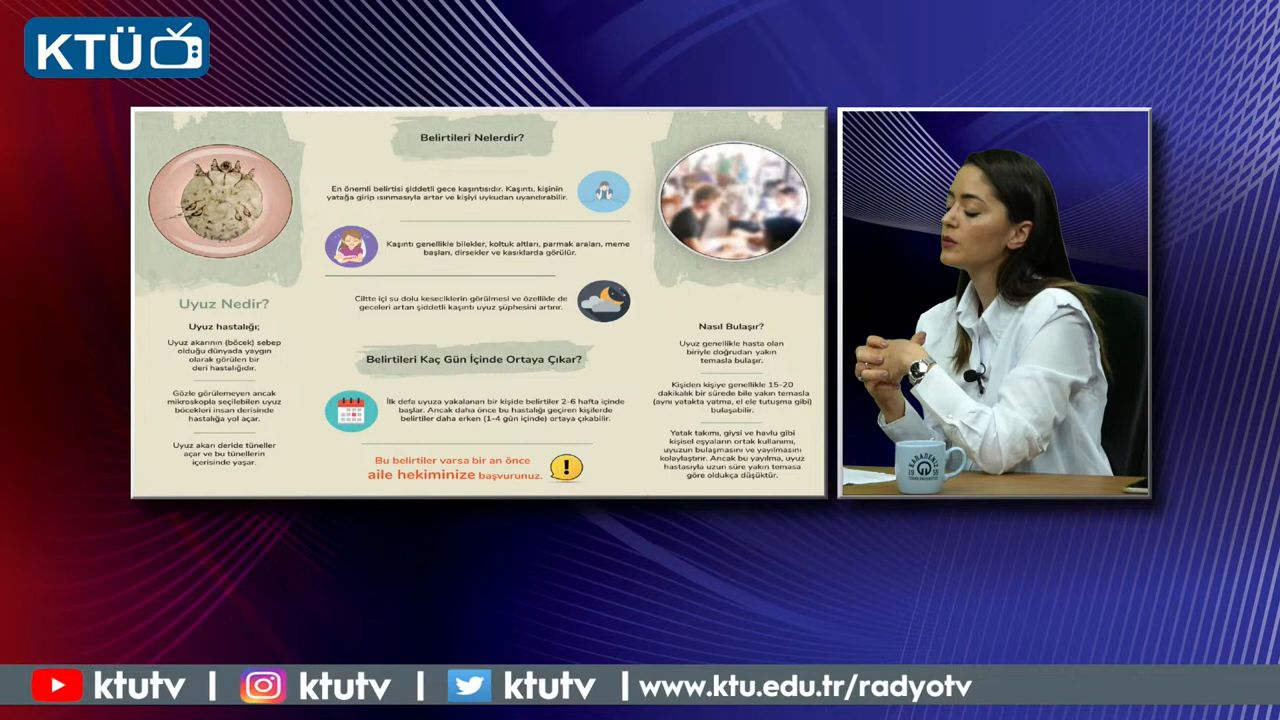 KTÜ
Belirtileri Nelerdir?
En önemli belirtisi şiddetli gece kaşıntısıdır. Kaşıntı, kişinin
yatağa girip ısınmasıyla artar ve kişiyi uykudan uyandırabilir.
Kaşıntı genellikle bilekler, koltuk altları, parmak araları, meme
başları, dirsekler ve kasıklarda görülür.
Ciltte içi su dolu keseciklerin görülmesi ve özellikle de
geceleri artan şiddetli kaşıntı uyuz şüphesini artırır.
Belirtileri Kaç Gün İçinde Ortaya Çıkar?
İlk defa uyuza yakalanan bir kişide belirtiler 2-6 hafta içinde
başlar. Ancak daha önce bu hastalığı geçiren kişilerde
belirtiler daha erken (1-4 gün içinde) ortaya çıkabilir.
Bu belirtiler varsa bir an önce
aile hekiminize başvurunuz.
Uyuz Nedir?
Uyuz hastalığı;
Uyuz akarının (böcek) sebep
olduğu dünyada yaygın
olarak görülen bir
deri hastalığıdır.
Gözle görülemeyen ancak
mikroskopla seçilebilen uyuz
böcekleri insan derisinde
hastalığa yol açar.
Uyuz akarı deride tüneller
açar ve bu tünellerin
içerisinde yaşar.
Nasıl Bulaşır?
Uyuz genellikle hasta olan
biriyle doğrudan yakın
temasla bulaşır.
Kişiden kişiye genellikle 15-20
dakikalık bir sürede bile yakın temasla
(aynı yatakta yatma, el ele tutuşma gibi)
bulaşabilir.
Yatak takımı, giysi ve havlu gibi
kişisel eşyaların ortak kullanımı,
uyuzun bulaşmasını ve yayılmasını
kolaylaştırır. Ancak bu yayılma, uyuz
hastasıyla uzun süre yakın temasa
göre oldukça düşüktür.
KARADENİZ
1955
ktutv | ktutv | ktutv | www.ktu.edu.tr/radyotv